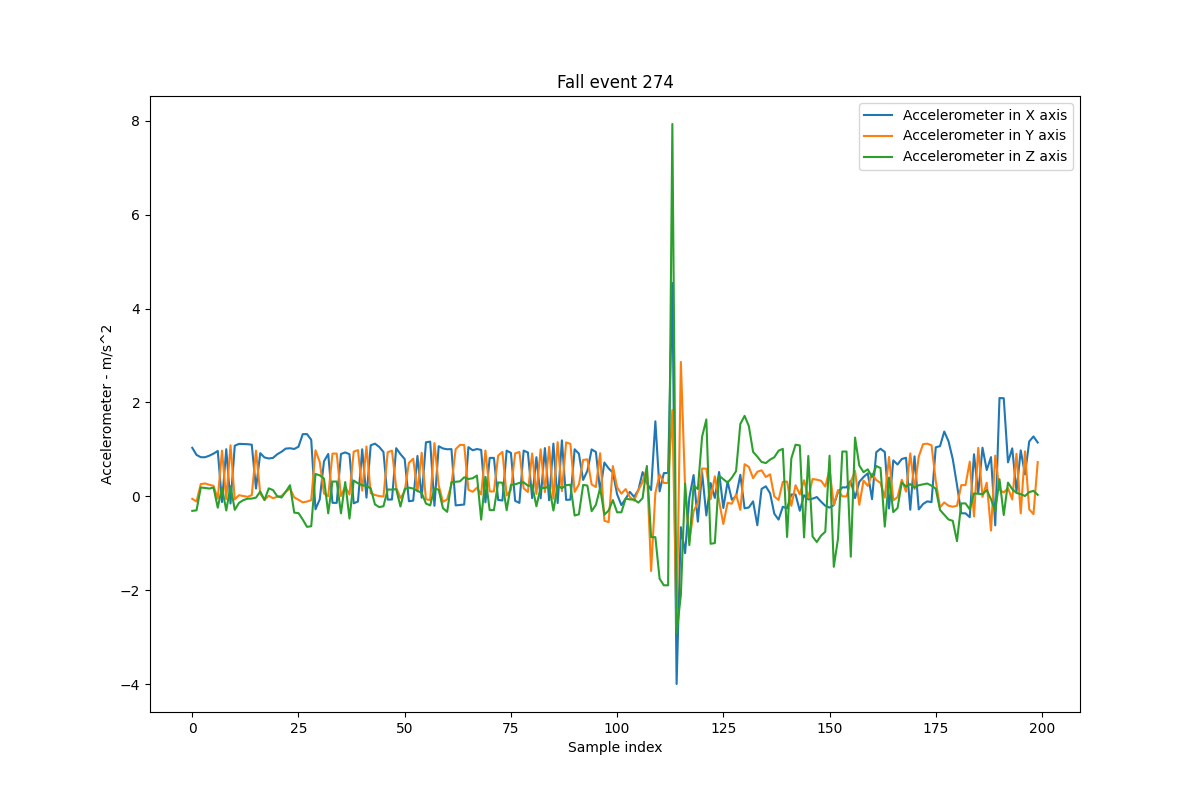 Fall event 274
Accelerometer in X axis
Accelerometer in Y axis
Accelerometer in Z axis
8
6
4
2
0
−2
−4
Accelerometer - m/s^2
0 25 50 75 100 125 150 175 200
Sample index